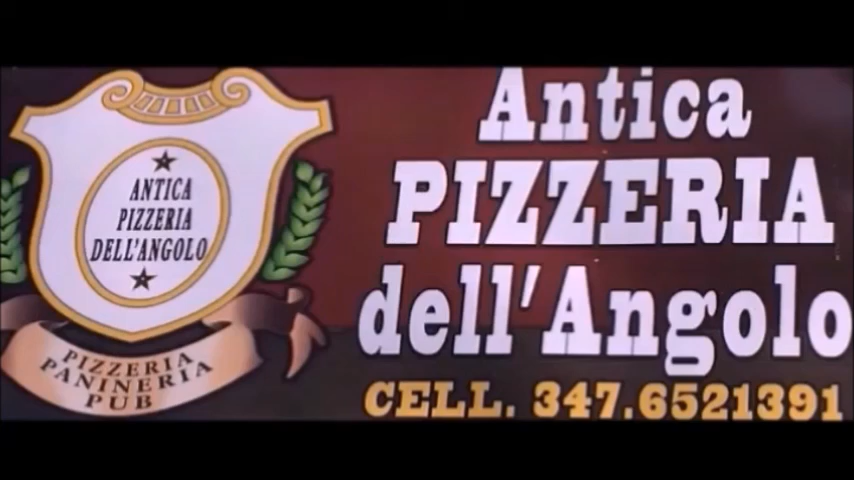 ANTICA
PIZZERIA
DELL'ANGOLO
PIZZERIA
PANINERIA
PUB
Antica
PIZZERIA
dell'Angolo
CELL. 347.6521391